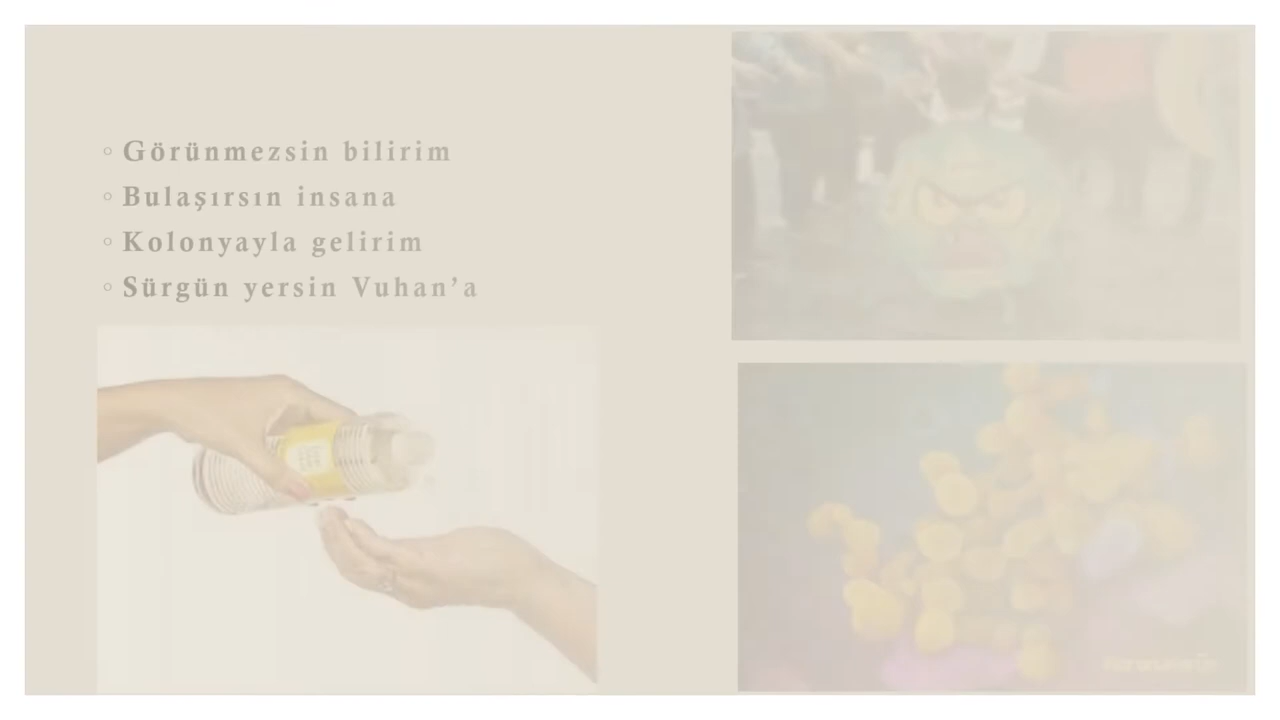 Görünmezsin bilirim
Bulaşırsın insana
Kolonyayla gelirim
Sürgün yersin Vuhan’a